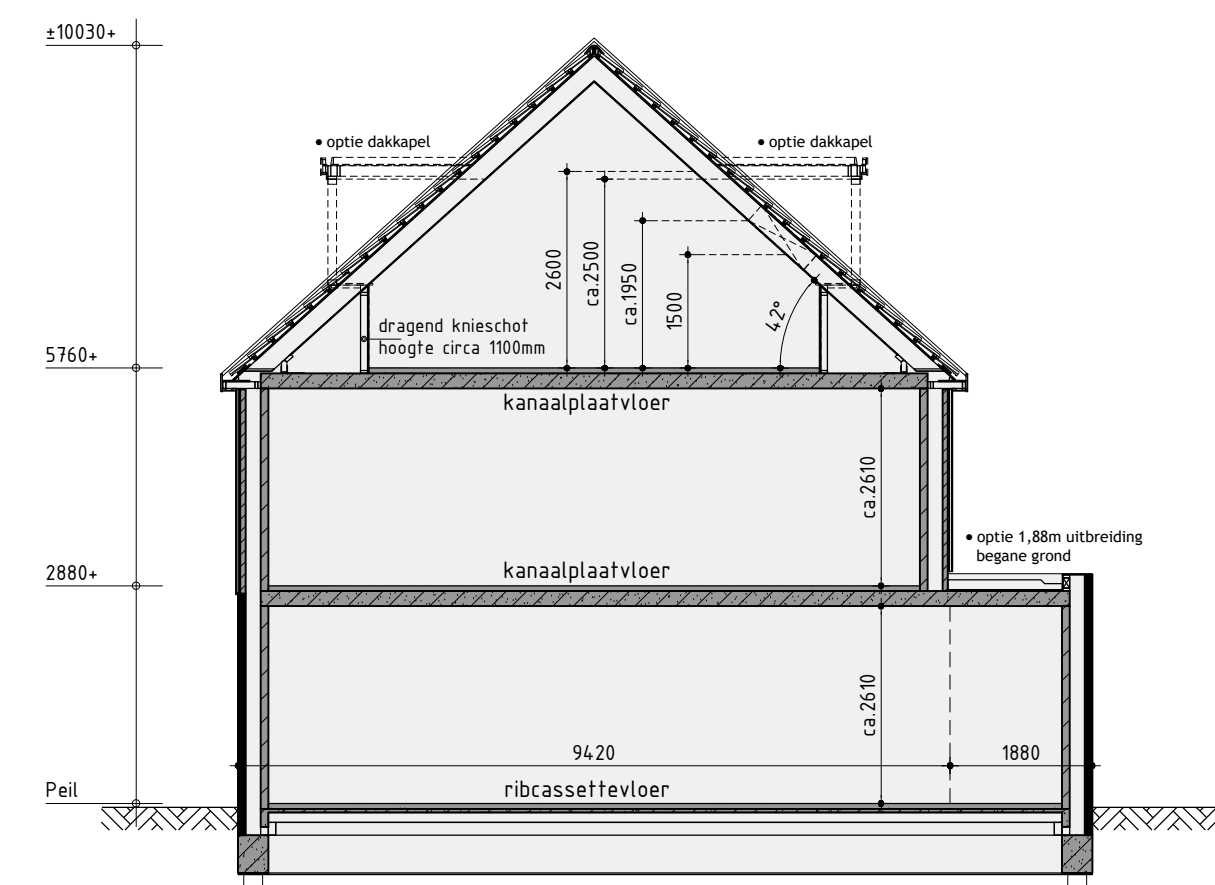 ±10030+
• optie dakkapel
• optie dakkapel
2600
ca.2500
ca.1950
1500
42°
dragend knieschot
hoogte circa 1100mm
5760+
kanaalplaatvloer
ca.2610
• optie 1,88m uitbreiding
begane grond
2880+
kanaalplaatvloer
ca.2610
9420
1880
Peil
ribcassettevloer